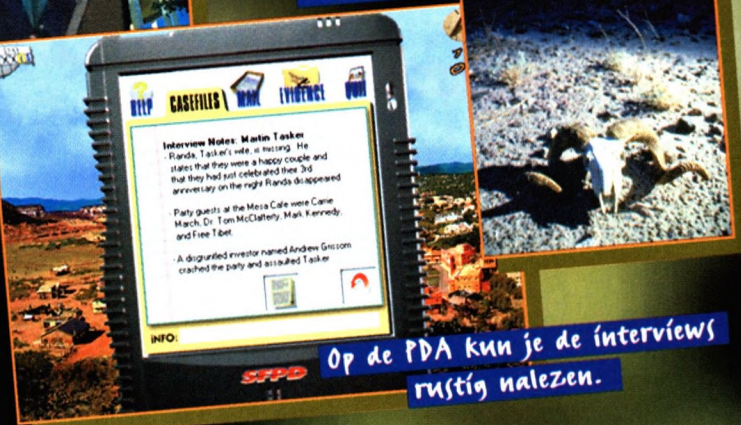 HELP CASEFILES MAIL EVIDENCE QUIT
Interview Notes: Martin Tasker
- Randa, Tasker's wife, is missing. He
states that they were a happy couple and
that they had just celebrated their 3rd
anniversary on the night Randa disappeared
- Party guests at the Mesa Cafe were Carrie
March, Dr. Tom McClafferty, Mark Kennedy,
and Free Tibet.
- A disgruntled investor named Andrew Grissom
crashed the party and assaulted Tasker
INFO:
SFPD
Op de PDA kun je de interviews
rustig nalezen.